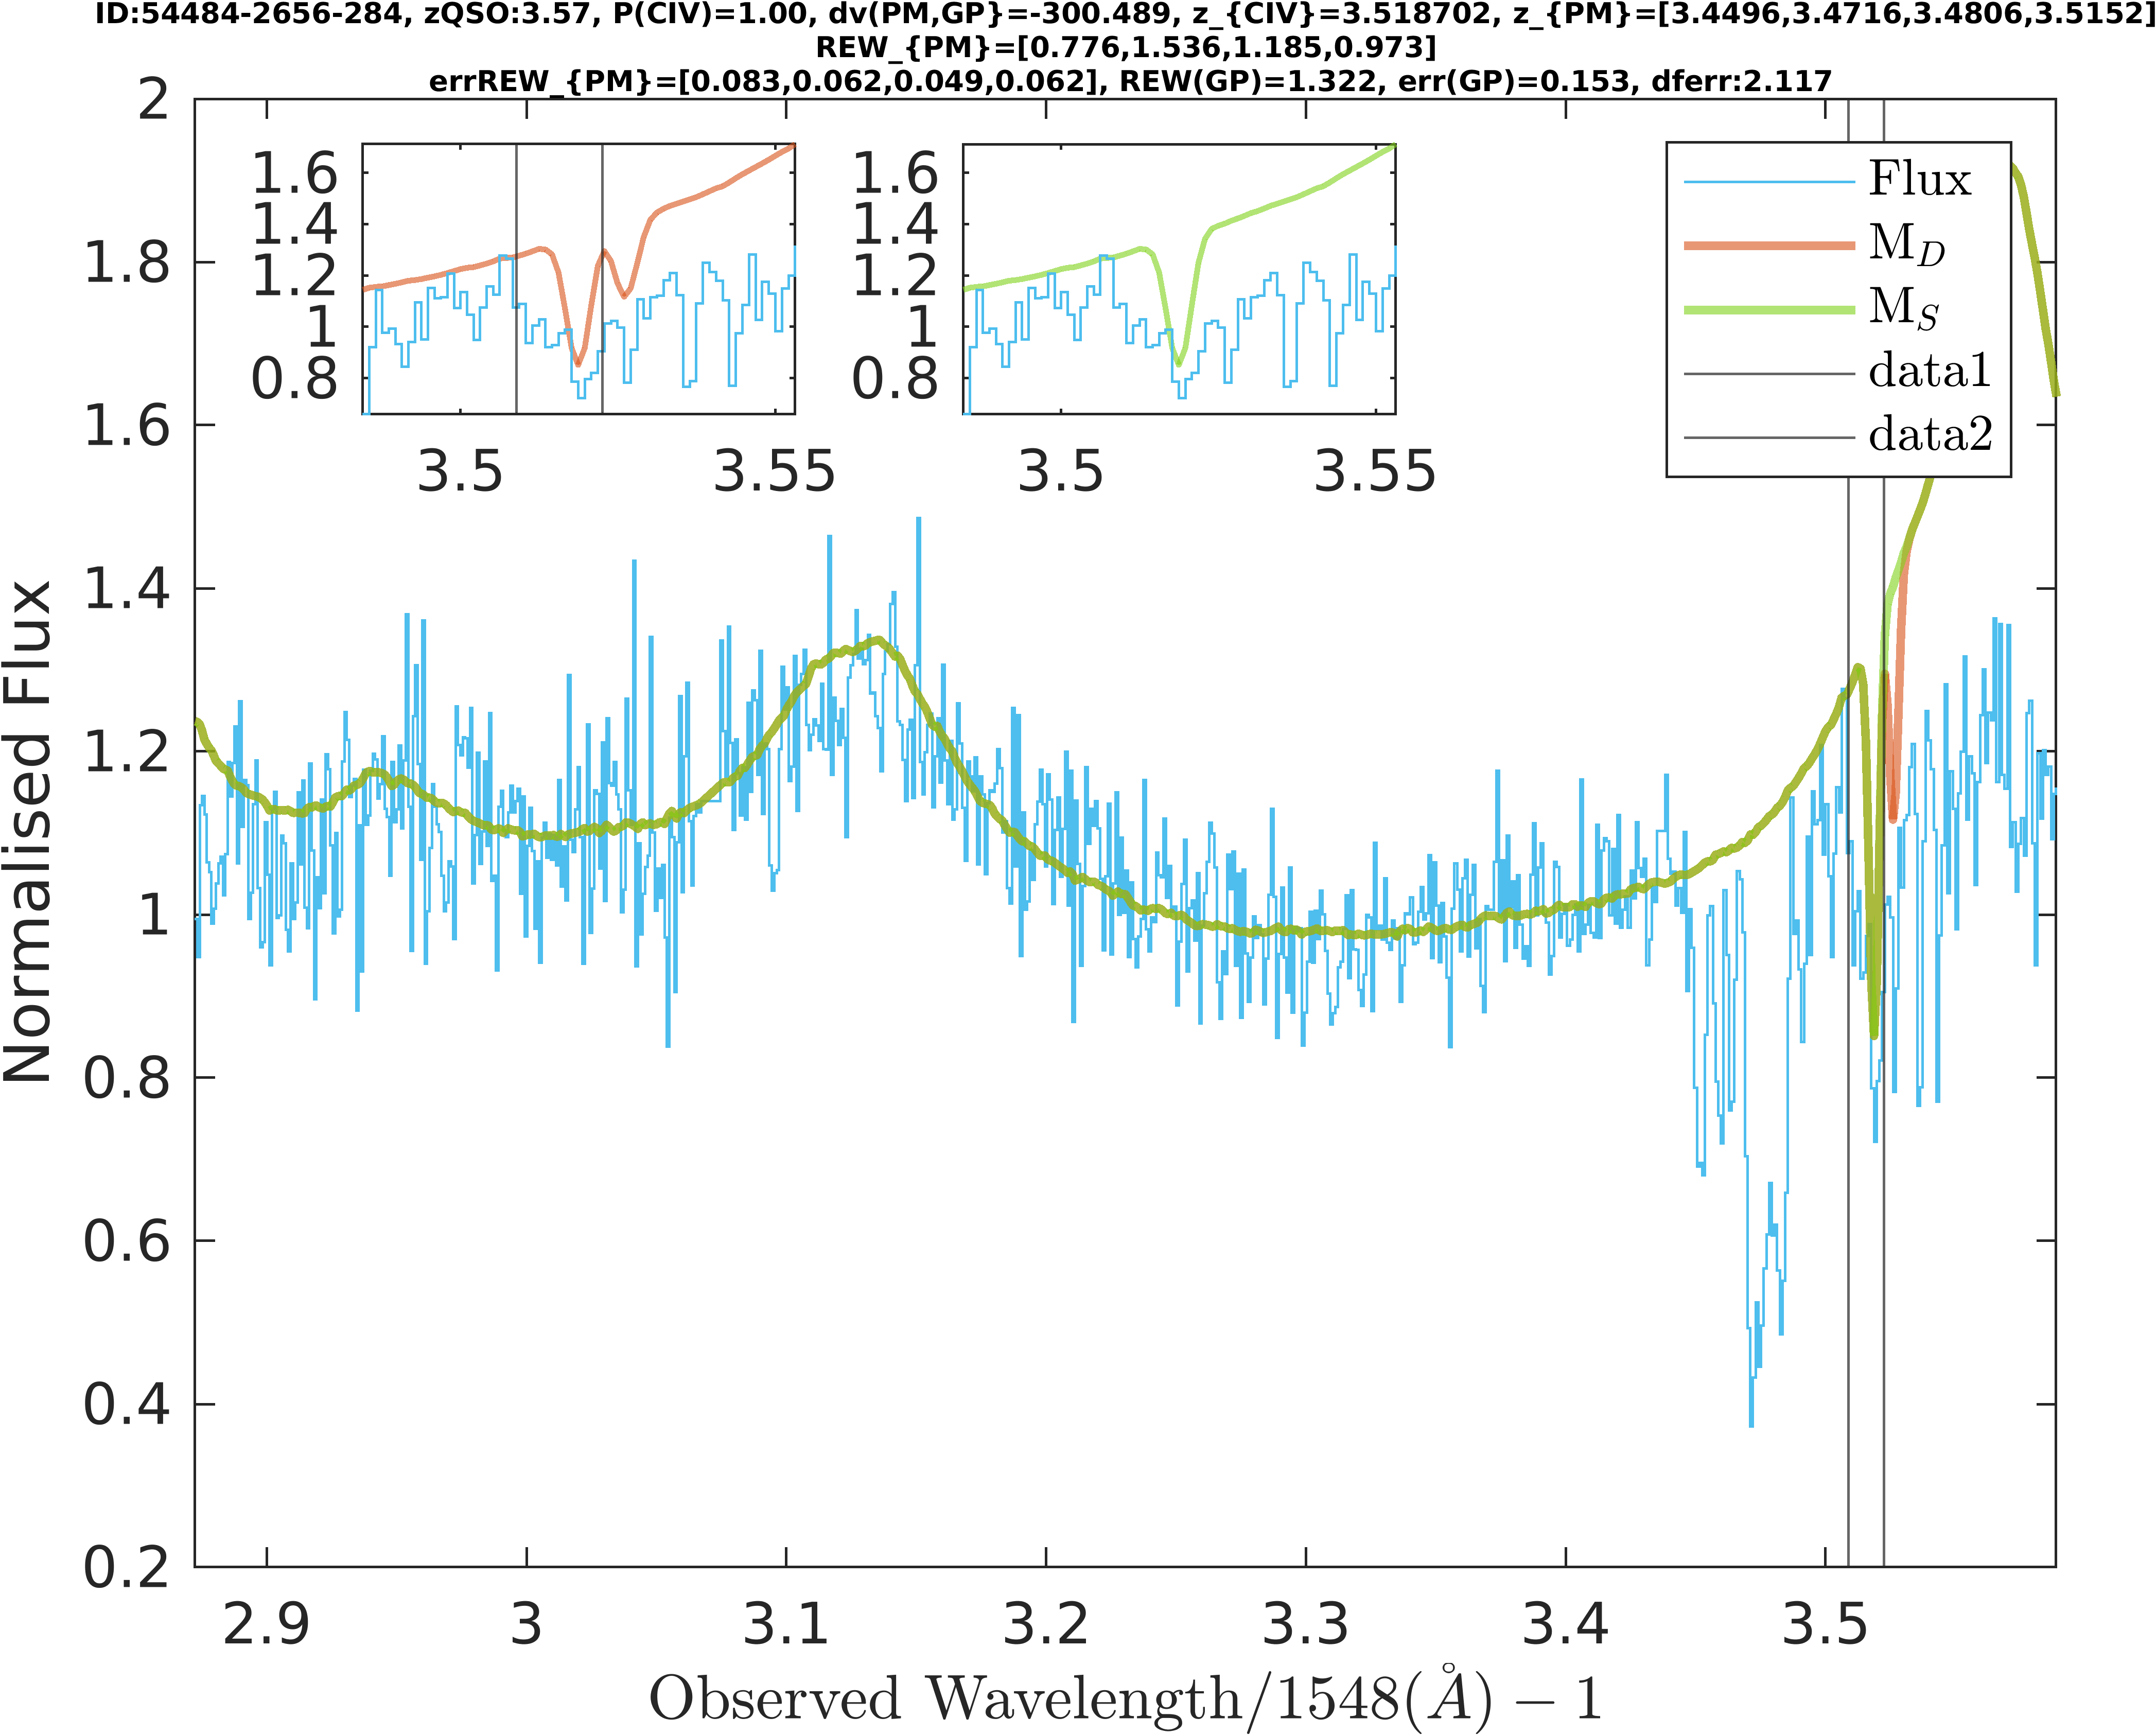 ID:54484-2656-284, zQSO:3.57, P(CIV)=1.00, dv(PM,GP}=-300.489, z_{CIV}=3.518702, z_{PM}=[3.4496,3.4716,3.4806,3.5152]
REW_{PM}=[0.776,1.536,1.185,0.973]
errREW_{PM}=[0.083,0.062,0.049,0.062], REW(GP)=1.322, err(GP)=0.153, dferr:2.117
2
1.8
1.6
1.4
1.2
1
0.8
0.6
0.4
0.2
Normalised Flux
1.6
1.4
1.2
1
0.8
3.5 3.55
1.6
1.4
1.2
1
0.8
3.5 3.55
Flux
M_D
M_S
data1
data2
2.9 3 3.1 3.2 3.3 3.4 3.5
Observed Wavelength/1548(Å) − 1